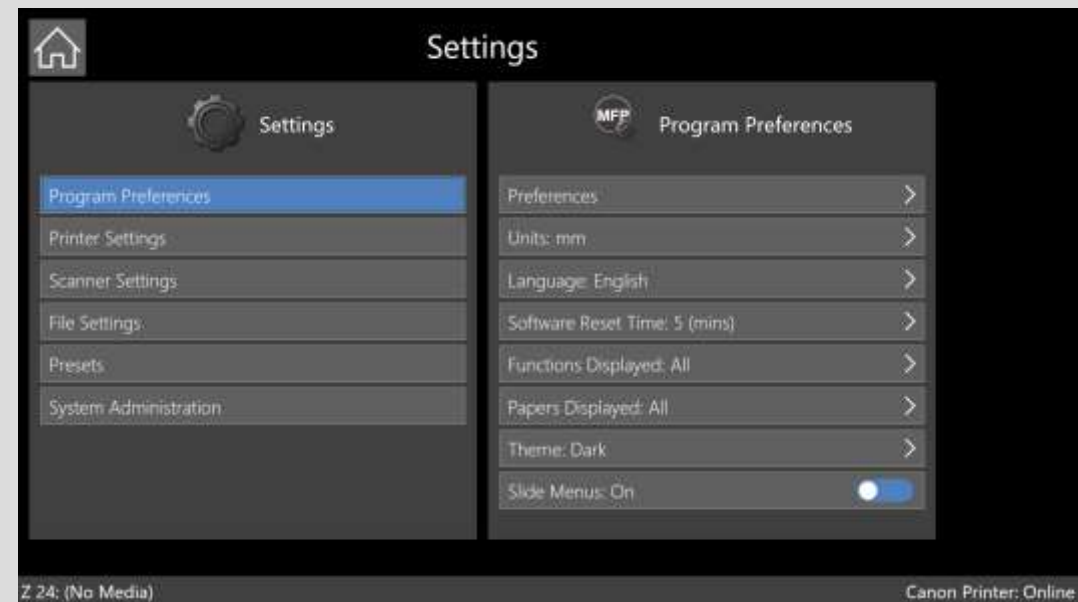 Settings
Settings
Program Preferences
Printer Settings
Scanner Settings
File Settings
Presets
System Administration
MFP
Program Preferences
Preferences
Units: mm
Language: English
Software Reset Time: 5 (mins)
Functions Displayed: All
Papers Displayed: All
Theme: Dark
Slide Menus: On
Z 24: (No Media)
Canon Printer: Online